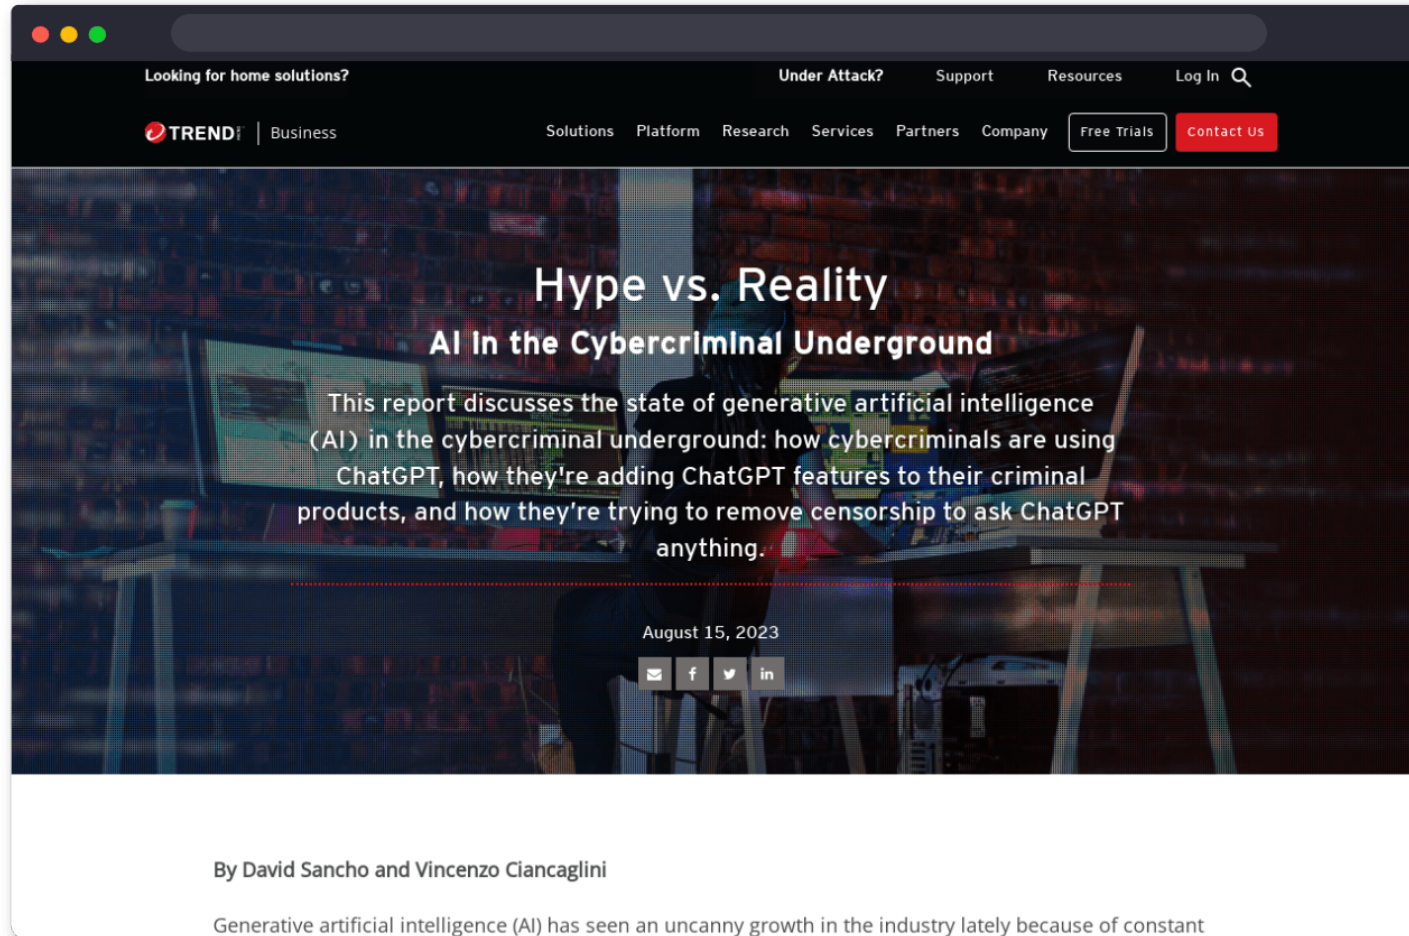 Looking for home solutions?
Under Attack? Support Resources Log In
TREND MICRO | Business
Solutions Platform Research Services Partners Company Free Trials Contact Us
Hype vs. Reality
AI in the Cybercriminal Underground
This report discusses the state of generative artificial intelligence
(AI) in the cybercriminal underground: how cybercriminals are using
ChatGPT, how they're adding ChatGPT features to their criminal
products, and how they’re trying to remove censorship to ask ChatGPT
anything.
August 15, 2023
By David Sancho and Vincenzo Ciancaglini
Generative artificial intelligence (AI) has seen an uncanny growth in the industry lately because of constant